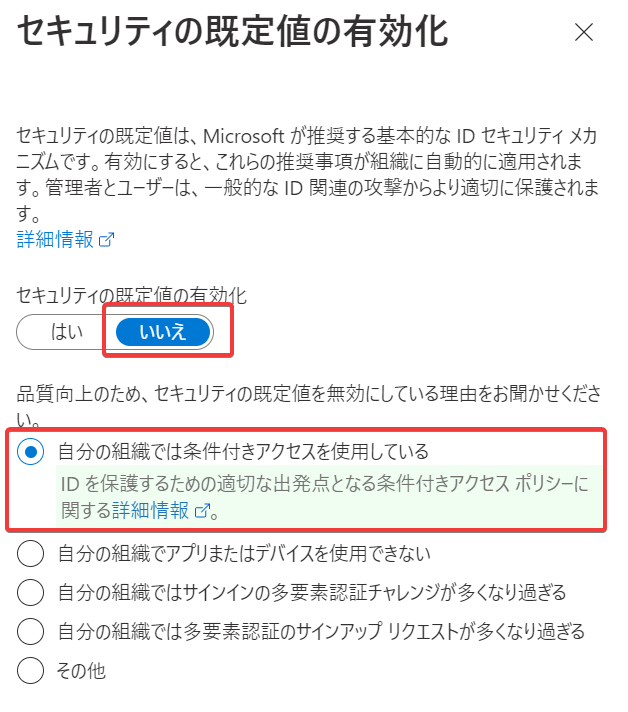 セキュリティの既定値の有効化
セキュリティの既定値は、Microsoft が推奨する基本的な ID セキュリティ メカ
ニズムです。有効にすると、これらの推奨事項が組織に自動的に適用されま
す。管理者とユーザーは、一般的な ID 関連の攻撃からより適切に保護されま
す。
詳細情報
セキュリティの既定値の有効化
はい いいえ
品質向上のため、セキュリティの既定値を無効にしている理由をお聞かせくださ
い。
自分の組織では条件付きアクセスを使用している
ID を保護するための適切な出発点となる条件付きアクセス ポリシーに
関する詳細情報 。
自分の組織でアプリまたはデバイスを使用できない
自分の組織ではサインインの多要素認証チャレンジが多くなり過ぎる
自分の組織では多要素認証のサインアップ リクエストが多くなり過ぎる
その他